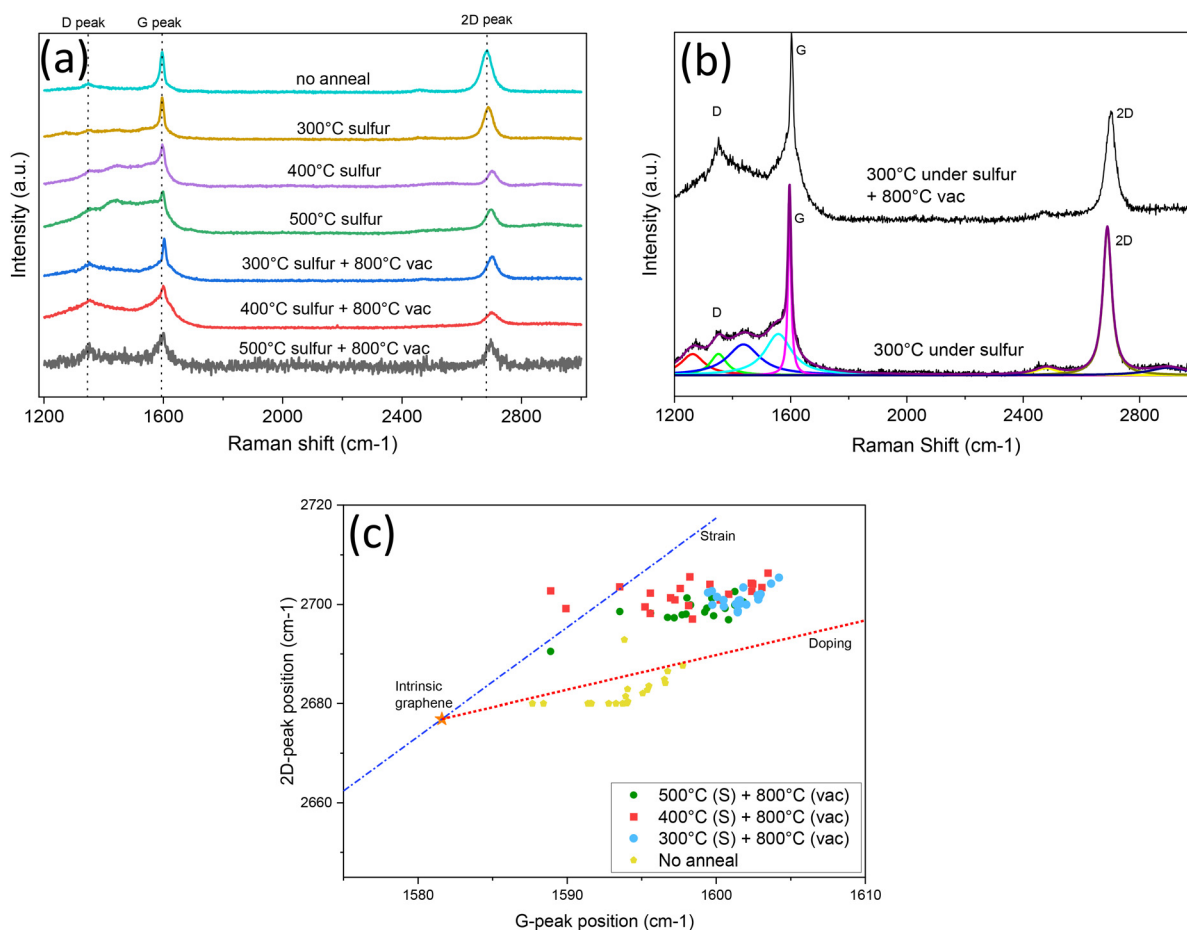 D peak
G peak
2D peак
(a)
no anneal
300°C sulfur
400°C sulfur
500°C sulfur
300°C sulfur + 800°C vac
400°C sulfur + 800°C vac
500°C sulfur + 800°C vac
Intensity (a.u.)
1200
1600
2000
2400
2800
Raman shift (cm-1)
(b)
G
D
2D
300°C under sulfur
+ 800°C vac
G
2D
D
300°C under sulfur
Intensity (a.u.)
1200
1600
2000
2400
2800
Raman Shift (cm-1)
(c)
2720
2700
2680
2660
2D-peak position (cm-1)
Strain
Doping
Intrinsic
graphene
500°C (S) + 800°C (vac)
400°C (S) + 800°C (vac)
300°C (S) + 800°C (vac)
No anneal
1580
1590
1600
1610
G-peak position (cm-1)